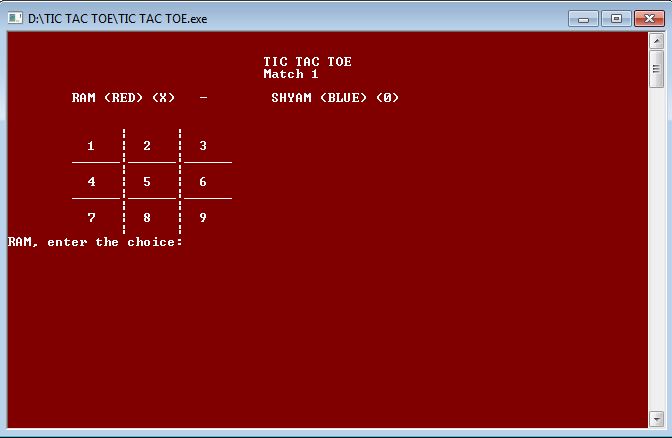 D:\TIC TAC TOE\TIC TAC TOE.exe
TIC TAC TOE
Match 1
RAM (RED) (X) - SHYAM (BLUE) (0)
1 2 3
4 5 6
7 8 9
RAM, enter the choice: